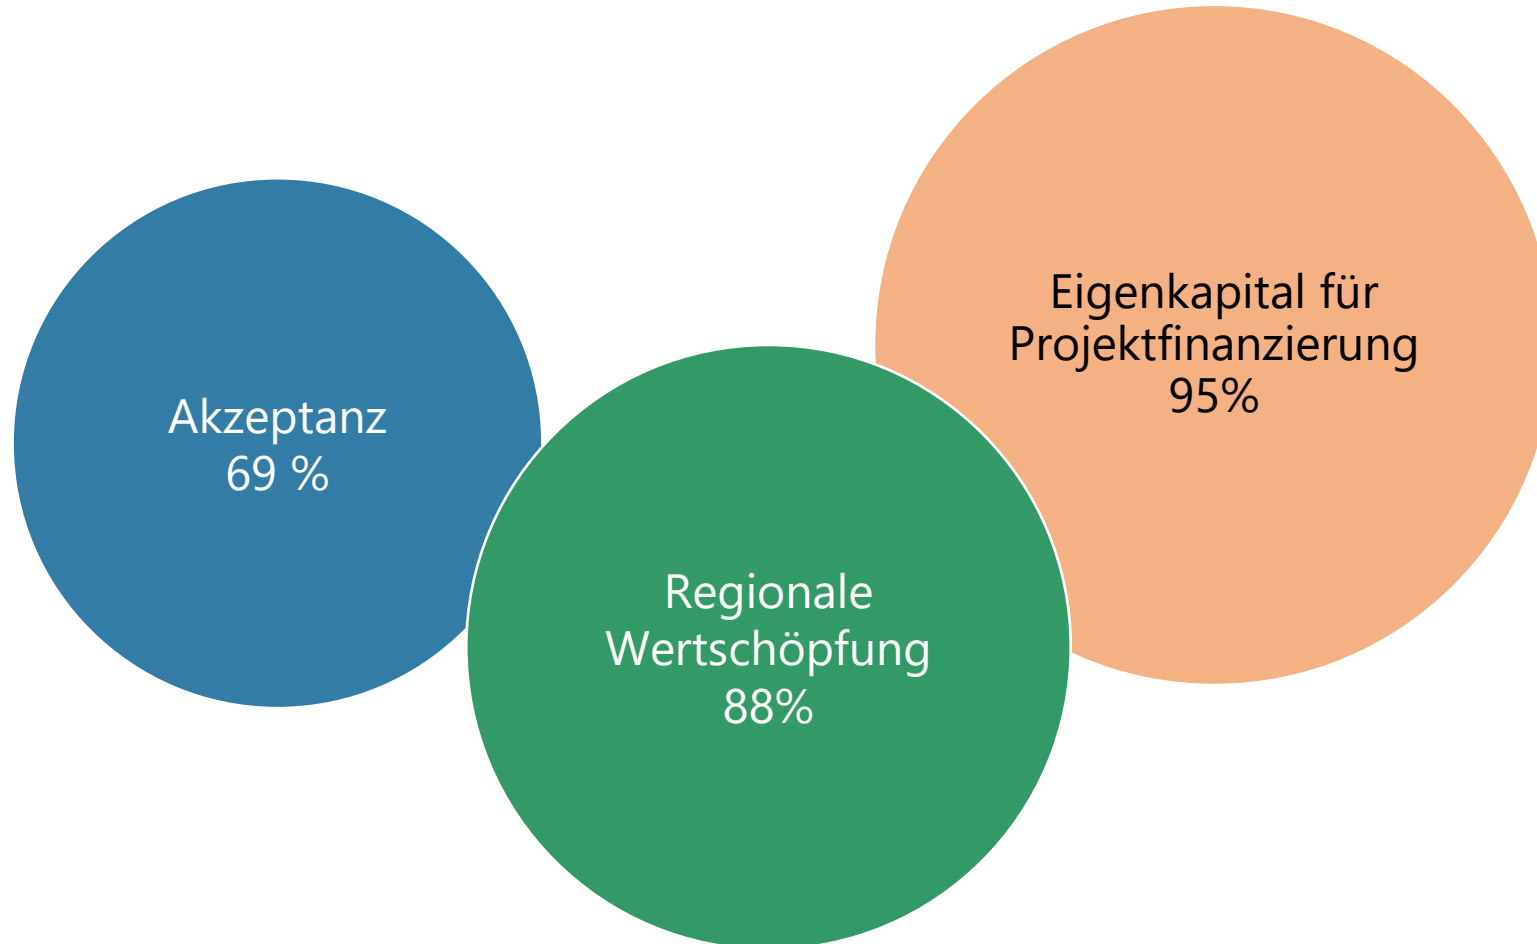 Akzeptanz
69 %
Regionale
Wertschöpfung
88%
Eigenkapital für
Projektfinanzierung
95%